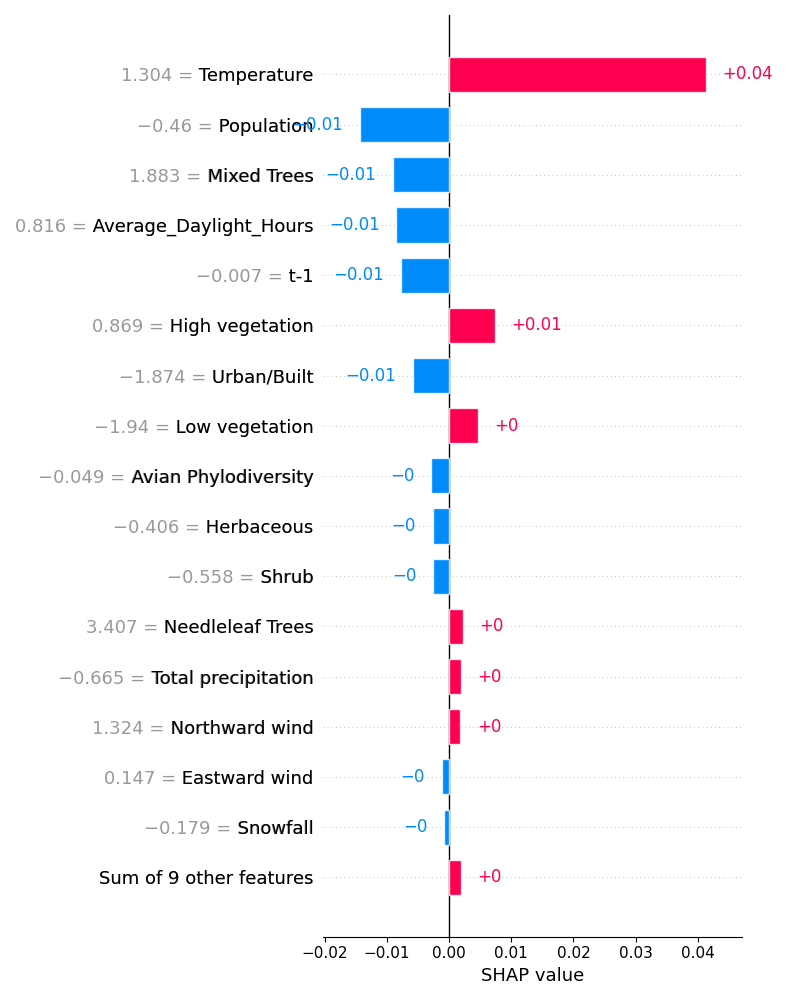 1.304 = Temperature +0.04
−0.46 = Population −0.01
1.883 = Mixed Trees −0.01
0.816 = Average_Daylight_Hours −0.01
−0.007 = t-1 −0.01
0.869 = High vegetation +0.01
−1.874 = Urban/Built −0.01
−1.94 = Low vegetation +0
−0.049 = Avian Phylodiversity −0
−0.406 = Herbaceous −0
−0.558 = Shrub −0
3.407 = Needleleaf Trees +0
−0.665 = Total precipitation +0
1.324 = Northward wind +0
0.147 = Eastward wind −0
−0.179 = Snowfall −0
Sum of 9 other features +0
−0.02 −0.01 0.00 0.01 0.02 0.03 0.04
SHAP value